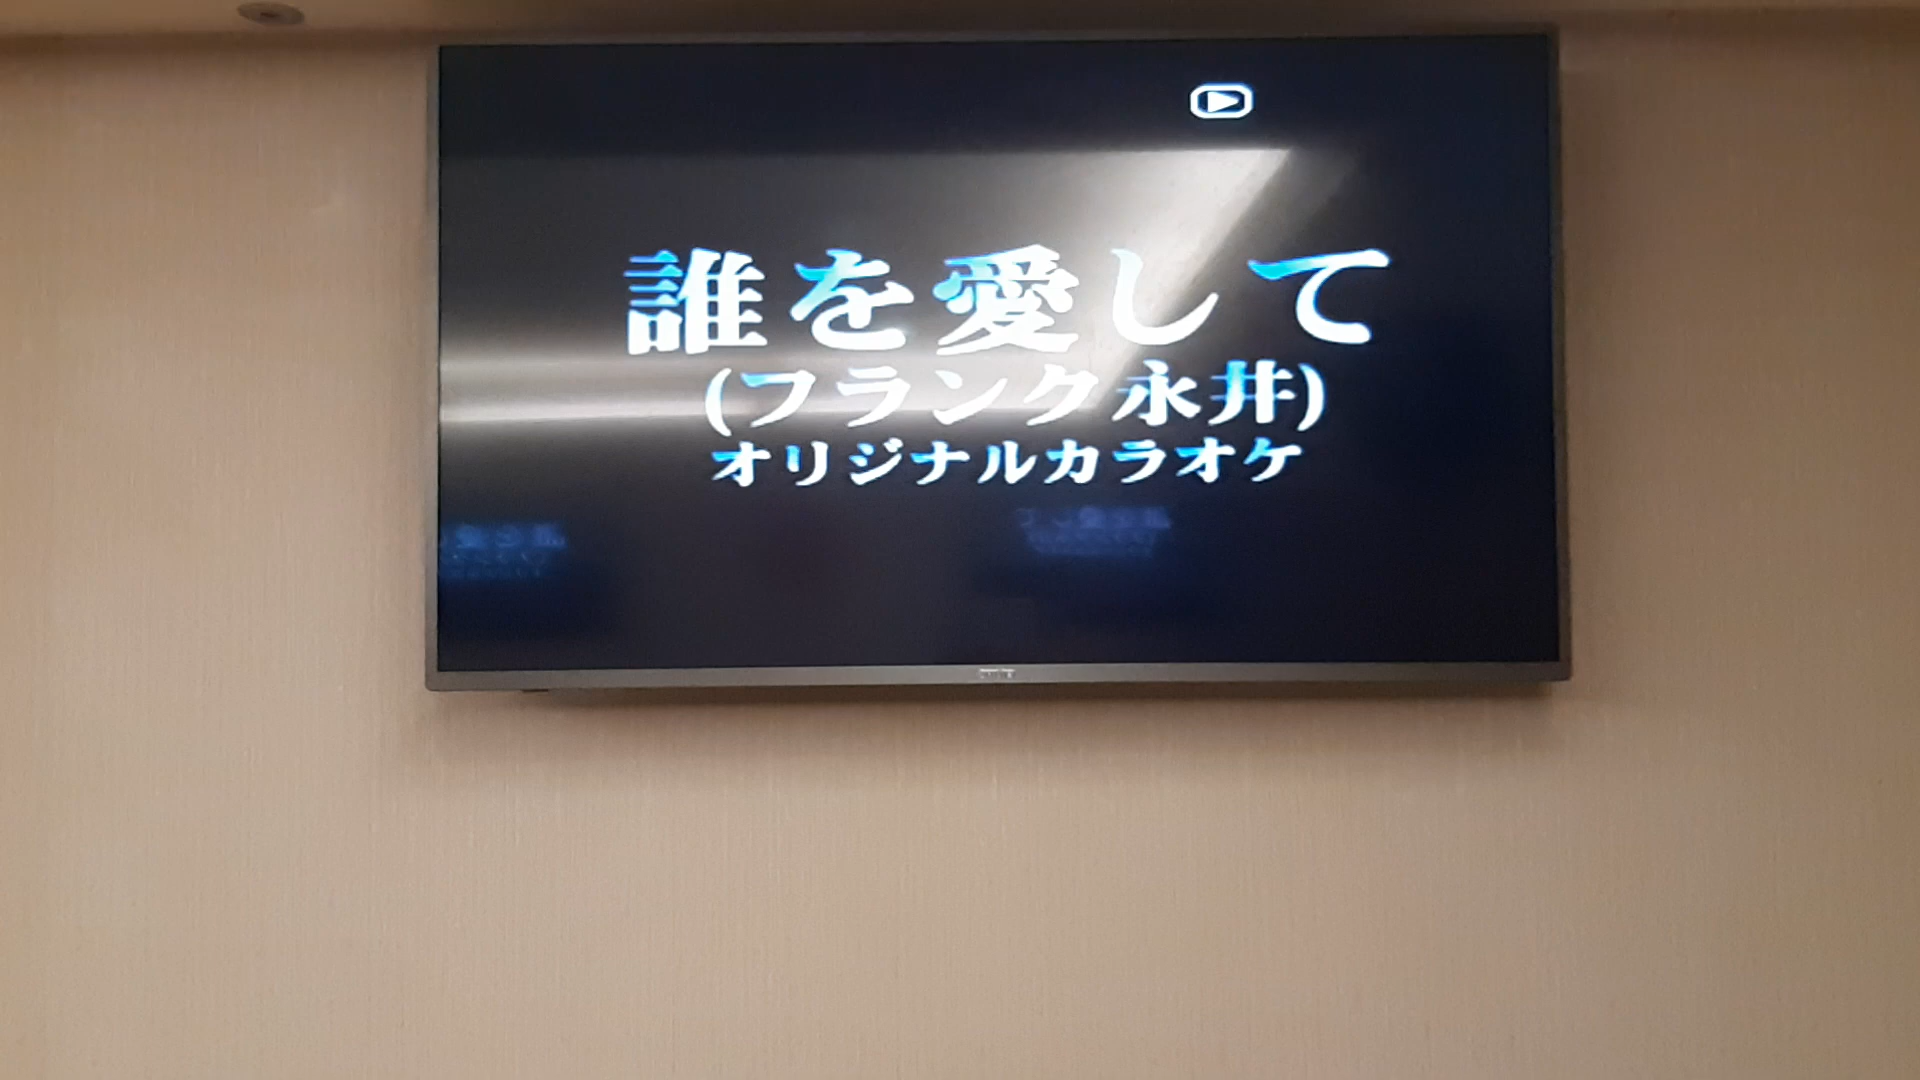 誰を愛して
(フランク永井)
オリジナルカラオケ